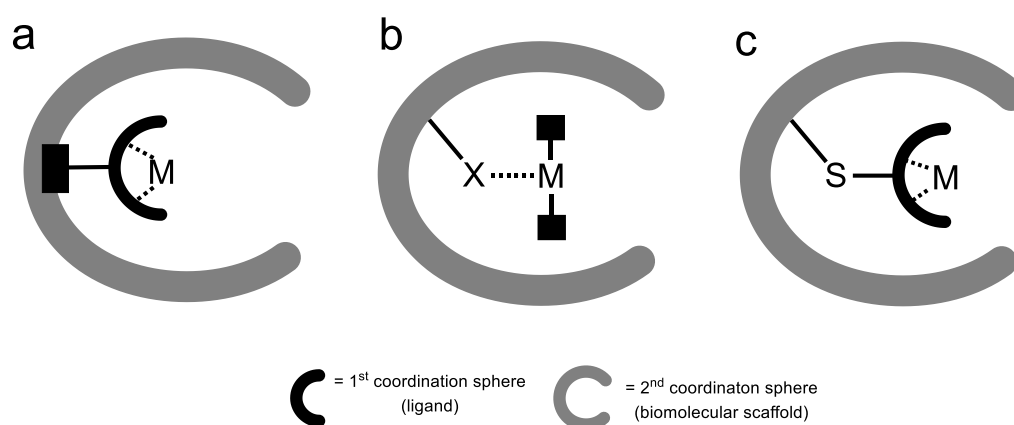 a b c
M X M S M
= 1st coordination sphere
(ligand)
= 2nd coordinaton sphere
(biomolecular scaffold)